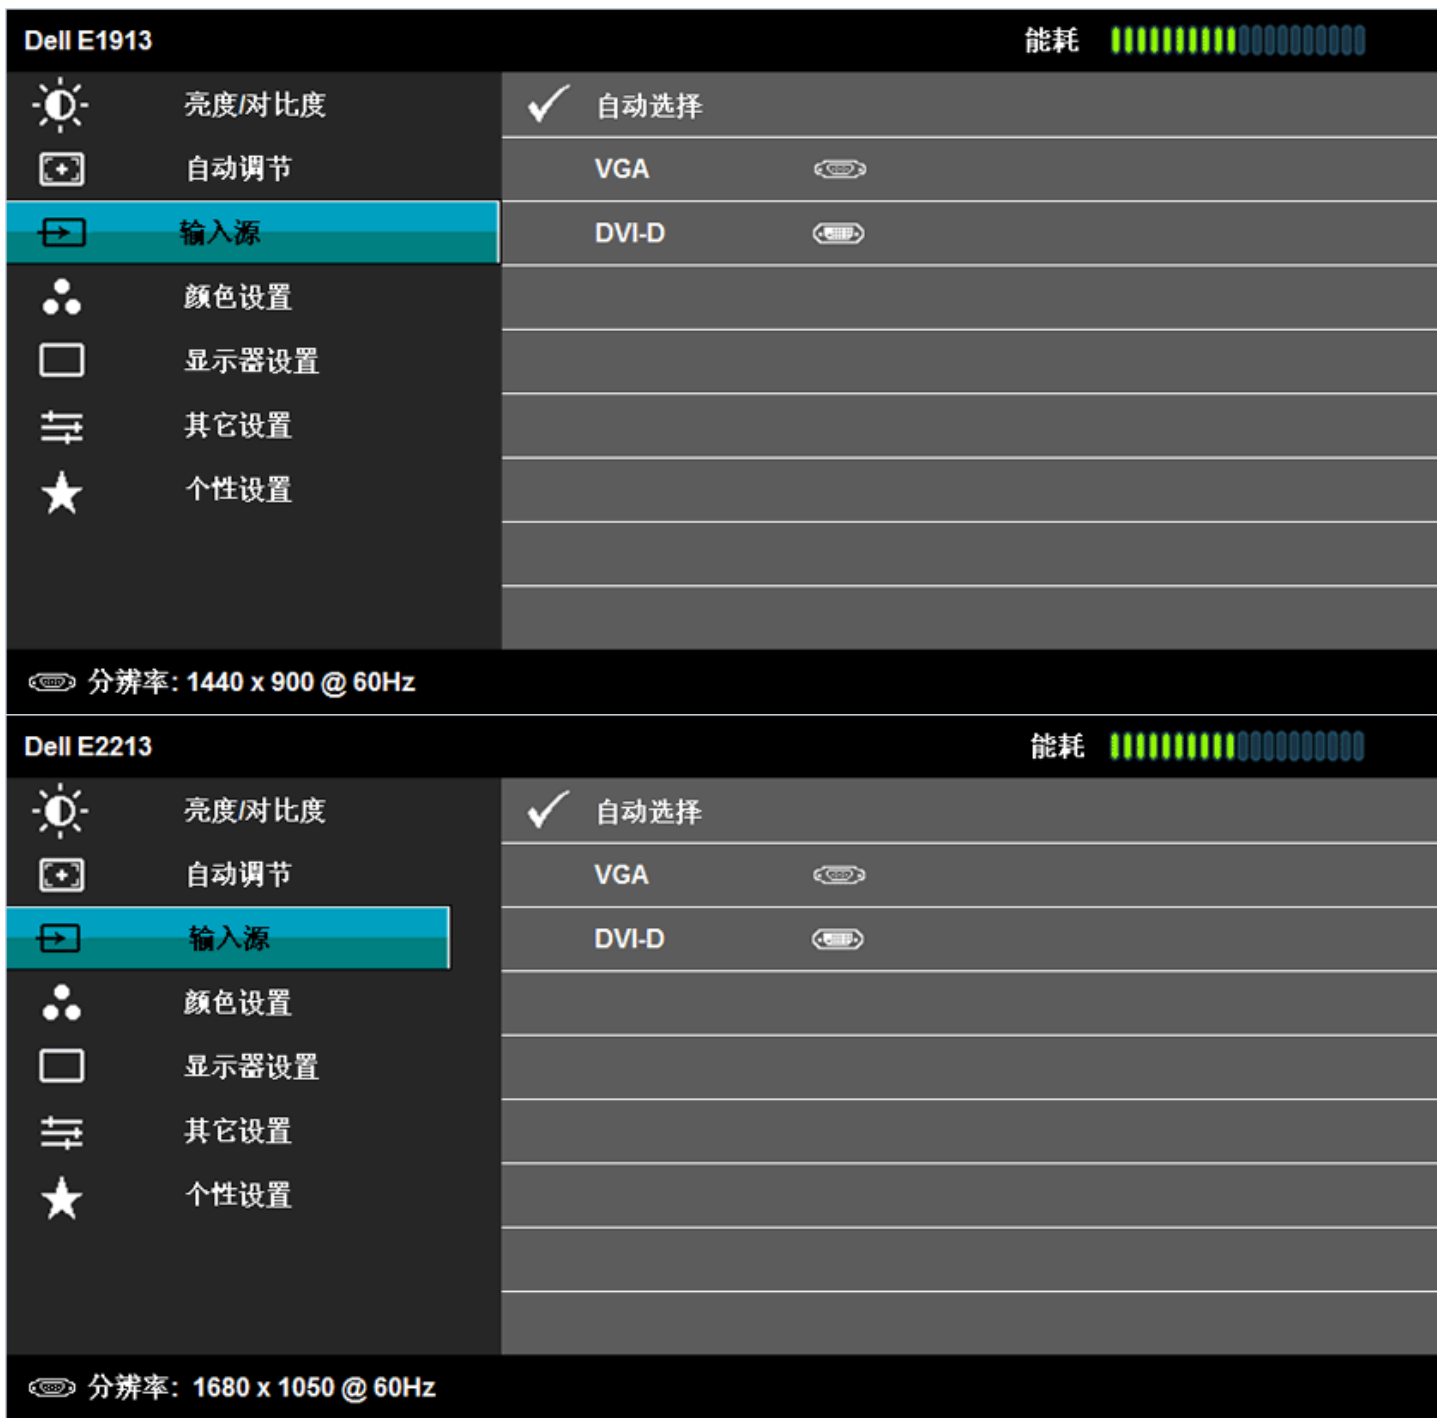 Dell E1913 能耗
亮度/对比度 自动选择
自动调节 VGA
输入源 DVI-D
颜色设置
显示器设置
其它设置
个性设置
分辨率: 1440 x 900 @ 60Hz
Dell E2213 能耗
亮度/对比度 自动选择
自动调节 VGA
输入源 DVI-D
颜色设置
显示器设置
其它设置
个性设置
分辨率: 1680 x 1050 @ 60Hz